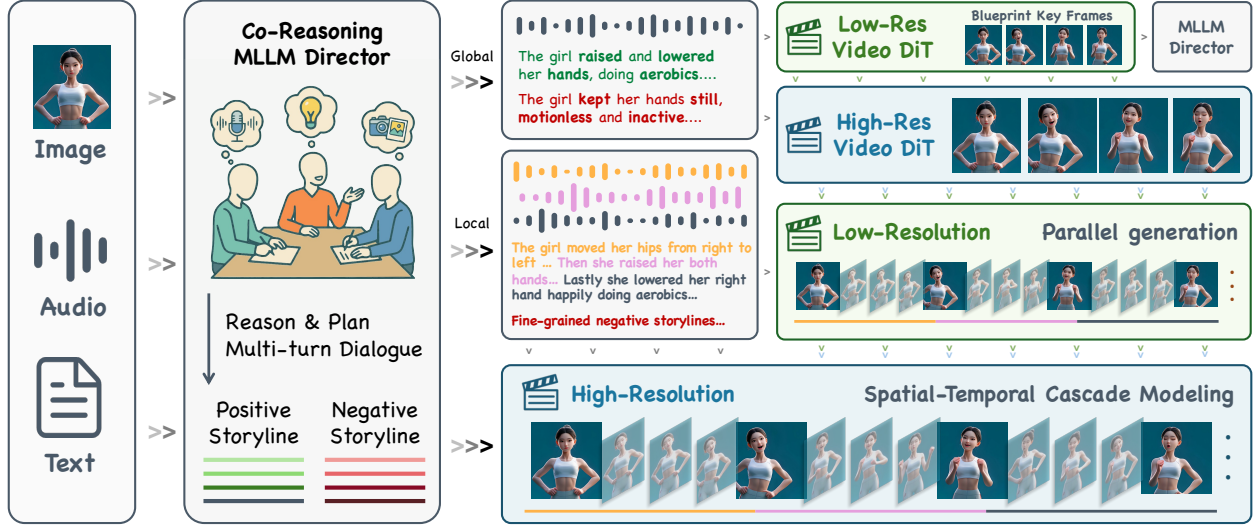 Image
Audio
Text
Co-Reasoning
MLLM Director
Reason & Plan
Multi-turn Dialogue
Positive
Storyline
Negative
Storyline
Global
Local
The girl raised and lowered
her hands, doing aerobics....
The girl kept her hands still,
motionless and inactive....
The girl moved her hips from right to
left ... Then she raised her both
hands... Lastly she lowered her right
hand happily doing aerobics...
Fine-grained negative storylines...
Low-Res
Video DiT
Blueprint Key Frames
MLLM
Director
High-Res
Video DiT
Low-Resolution
Parallel generation
High-Resolution
Spatial-Temporal Cascade Modeling